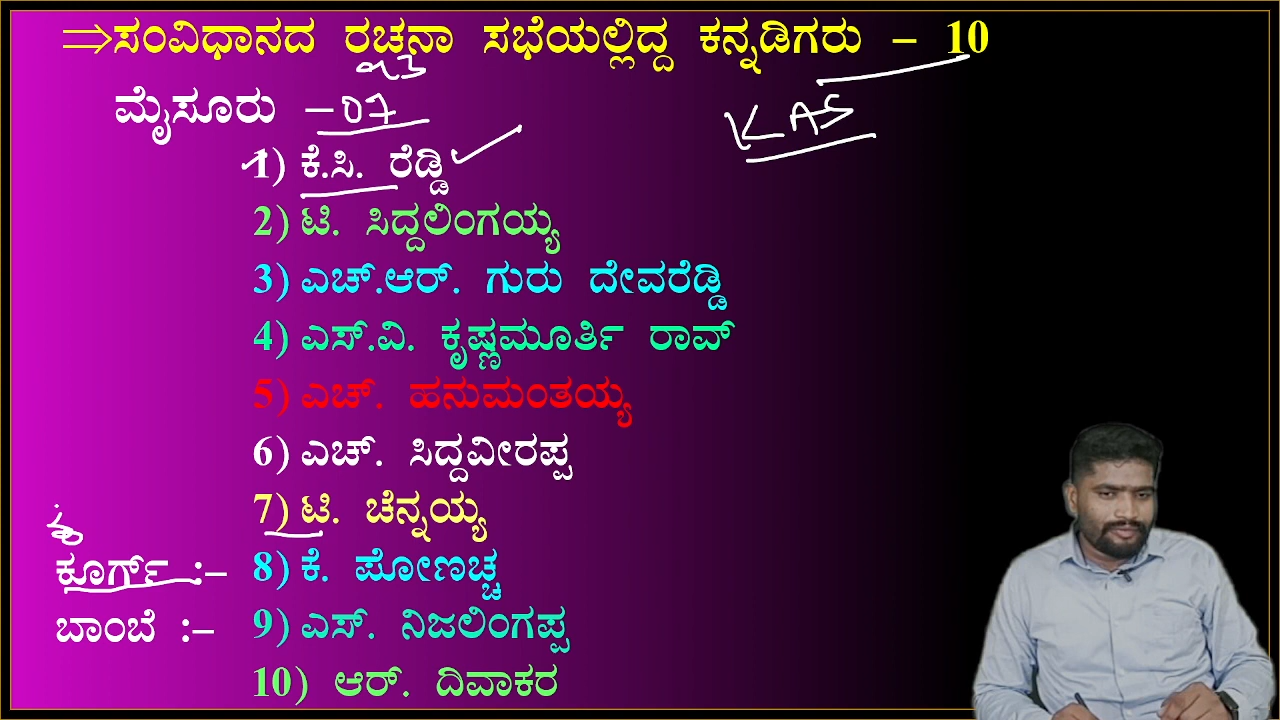 ⇒ಸಂವಿಧಾನದ ರಚನಾ ಸಭೆಯಲ್ಲಿದ್ದ ಕನ್ನಡಿಗರು – 10
ಮೈಸೂರು – 07
KAS
1) ಕೆ.ಸಿ. ರೆಡ್ಡಿ
2) ಟಿ. ಸಿದ್ದಲಿಂಗಯ್ಯ
3) ಎಚ್.ಆರ್. ಗುರು ದೇವರೆಡ್ಡಿ
4) ಎಸ್.ವಿ. ಕೃಷ್ಣಮೂರ್ತಿ ರಾವ್
5) ಎಚ್. ಹನುಮಂತಯ್ಯ
6) ಎಚ್. ಸಿದ್ದವೀರಪ್ಪ
7) ಟಿ. ಚೆನ್ನಯ್ಯ
ಕೂರ್ಗ್ :– 8) ಕೆ. ಪೋಣಚ್ಚ
ಬಾಂಬೆ :– 9) ಎಸ್. ನಿಜಲಿಂಗಪ್ಪ
10) ಆರ್. ದಿವಾಕರ